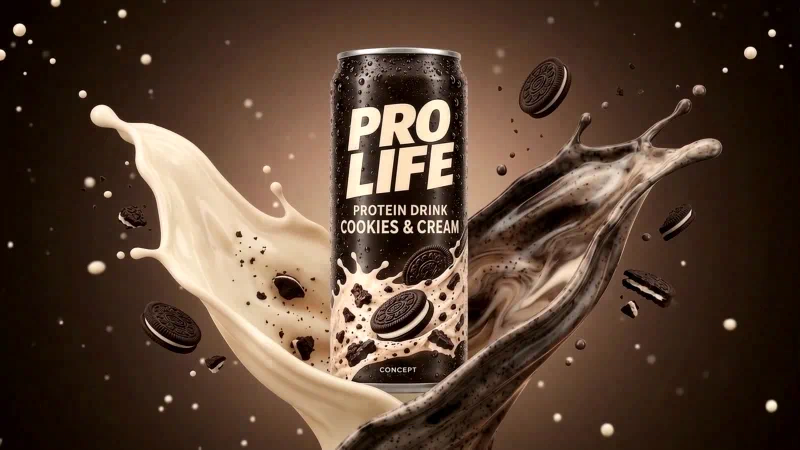 PRO
LIFE
PROTEIN DRINK
COOKIES & CREAM
CONCEPT